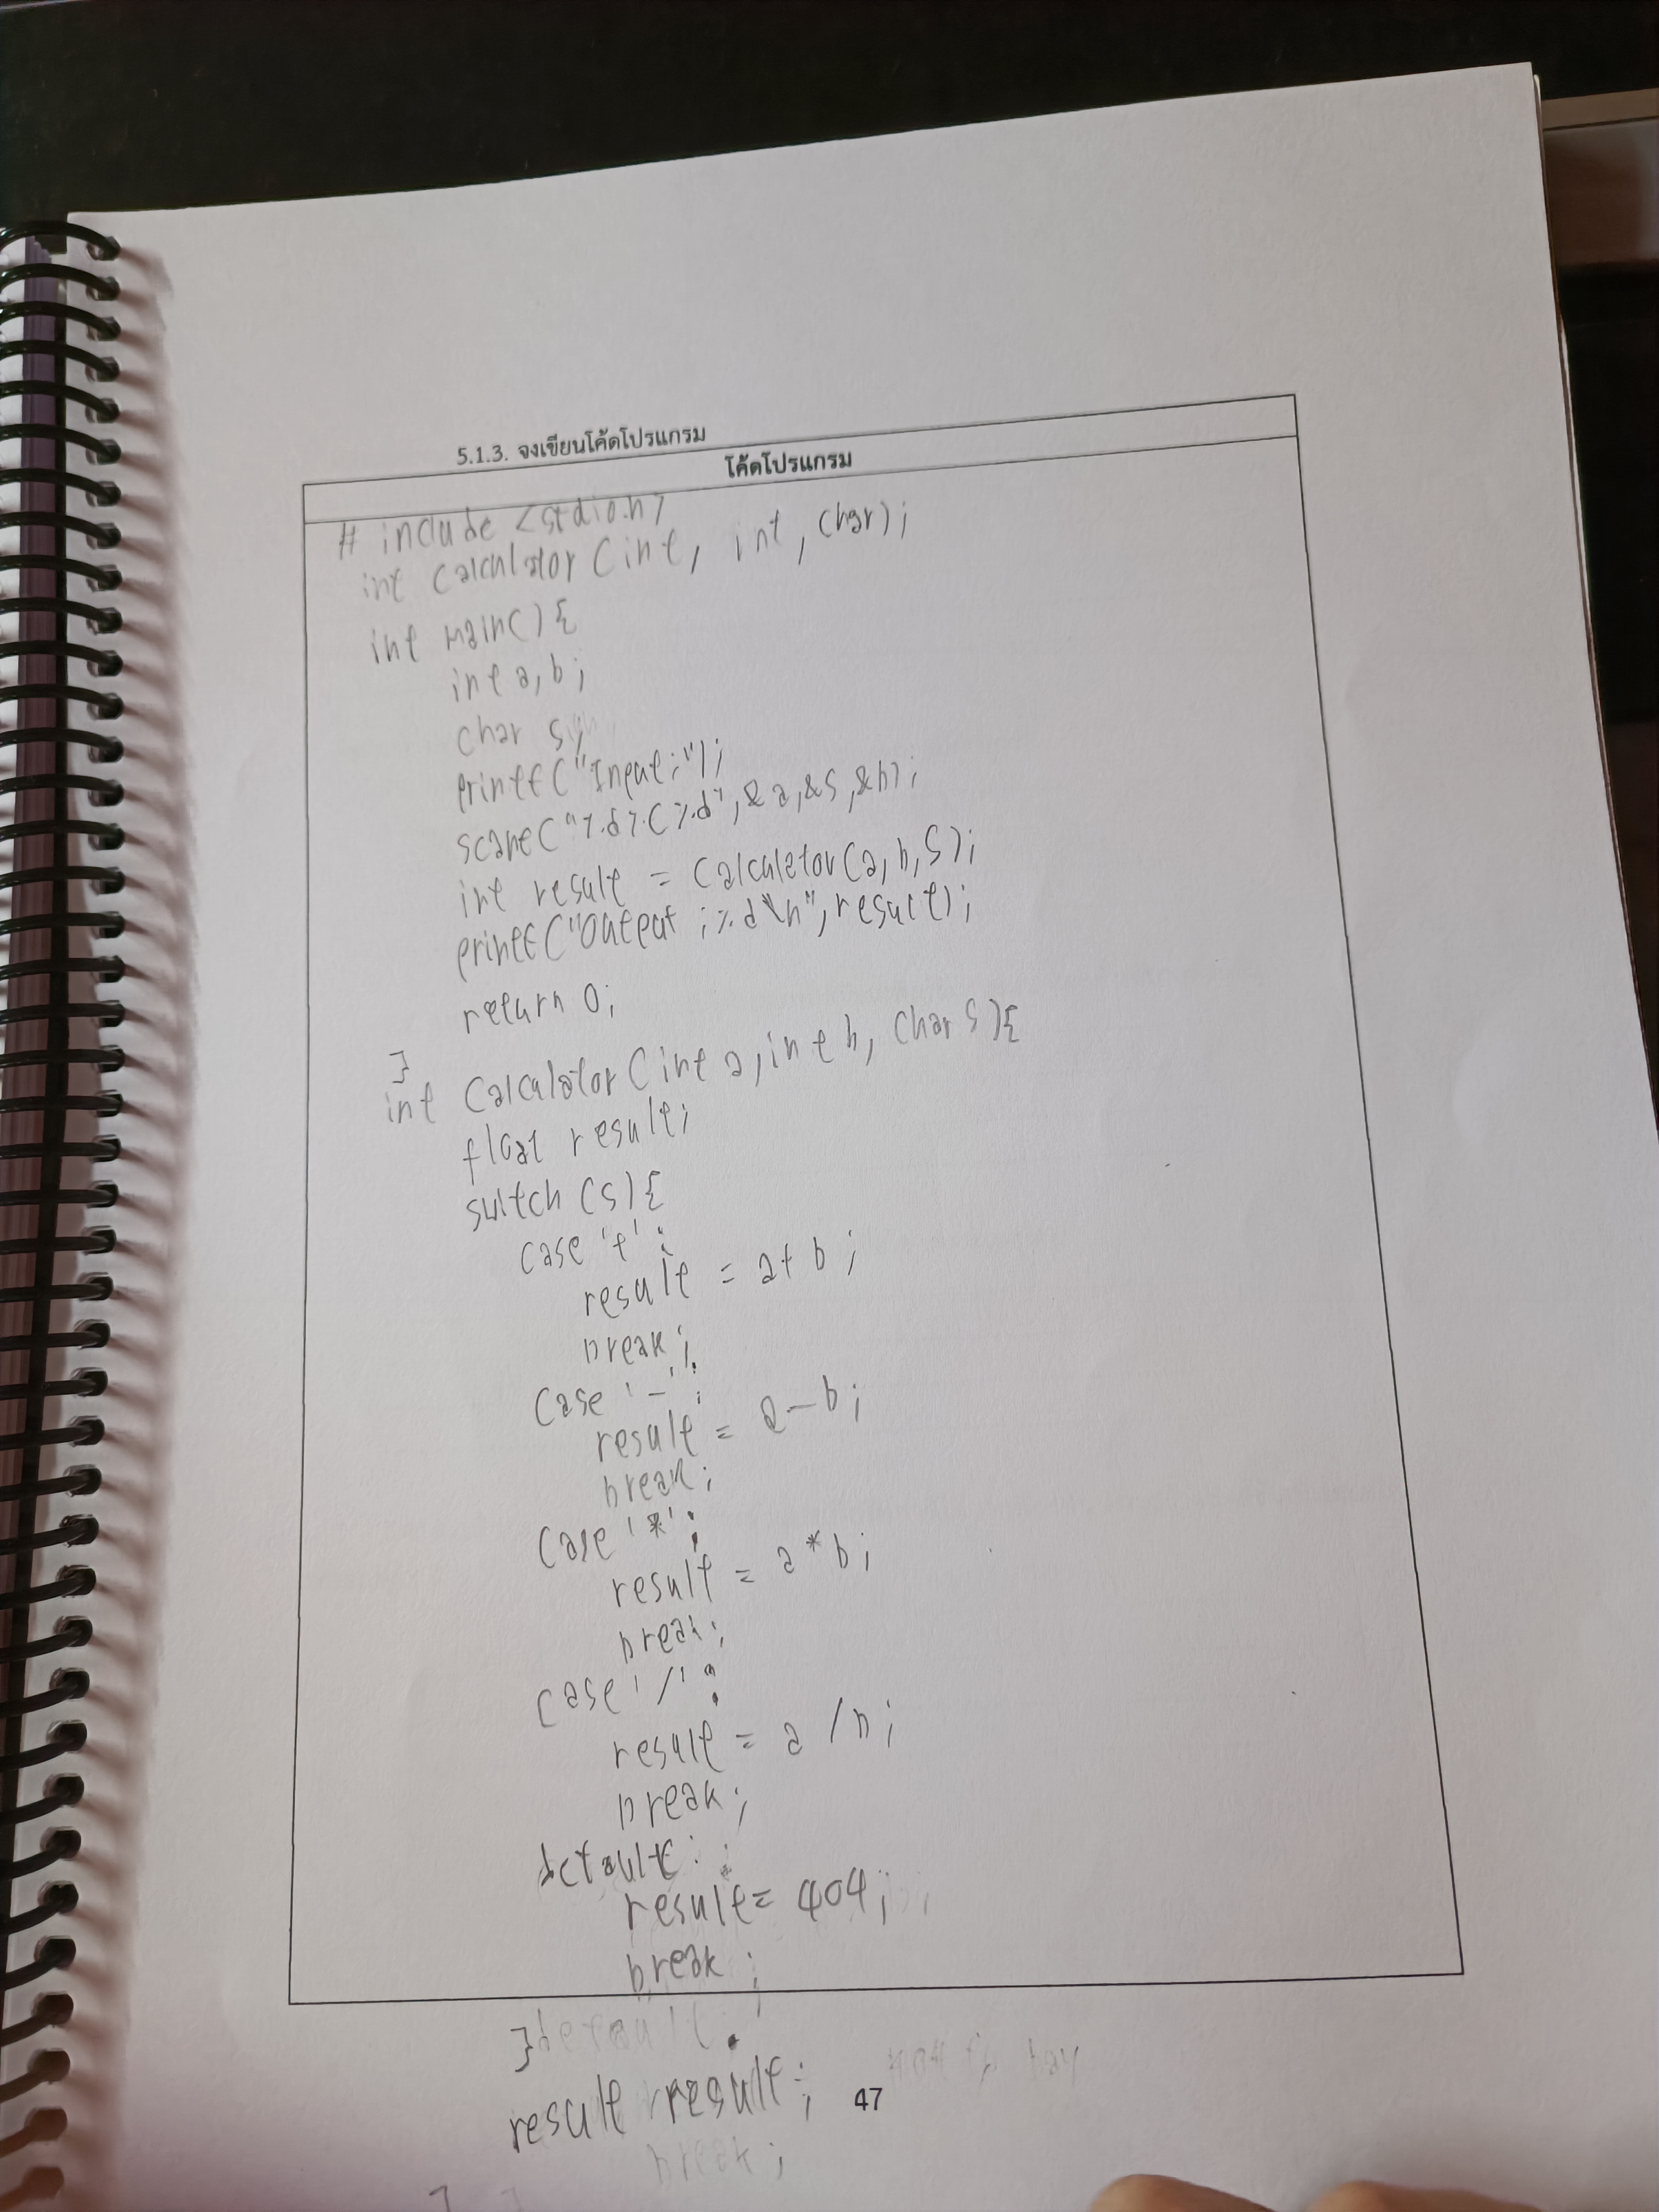 5.1.3. จงเขียนโค้ดโปรแกรม
โค้ดโปรแกรม
# include <stdio.h>
int calculator (int, int, char);
int main() {
int a, b;
char s;
printf("Input:");
scanf("%d%c%d", &a, &s, &b);
int result = calculator(a, b, s);
printf("Output :%d\n", result);
return 0;
}
int calculator (int a, int b, char s) {
float result;
switch (s) {
case '+' :
result = a + b ;
break ;
case '-' :
result = a - b ;
break ;
case '*' :
result = a * b ;
break ;
case '/' :
result = a / b ;
break ;
default :
result = 404 ;
break ;
} default
result result ;
47
break ;
}